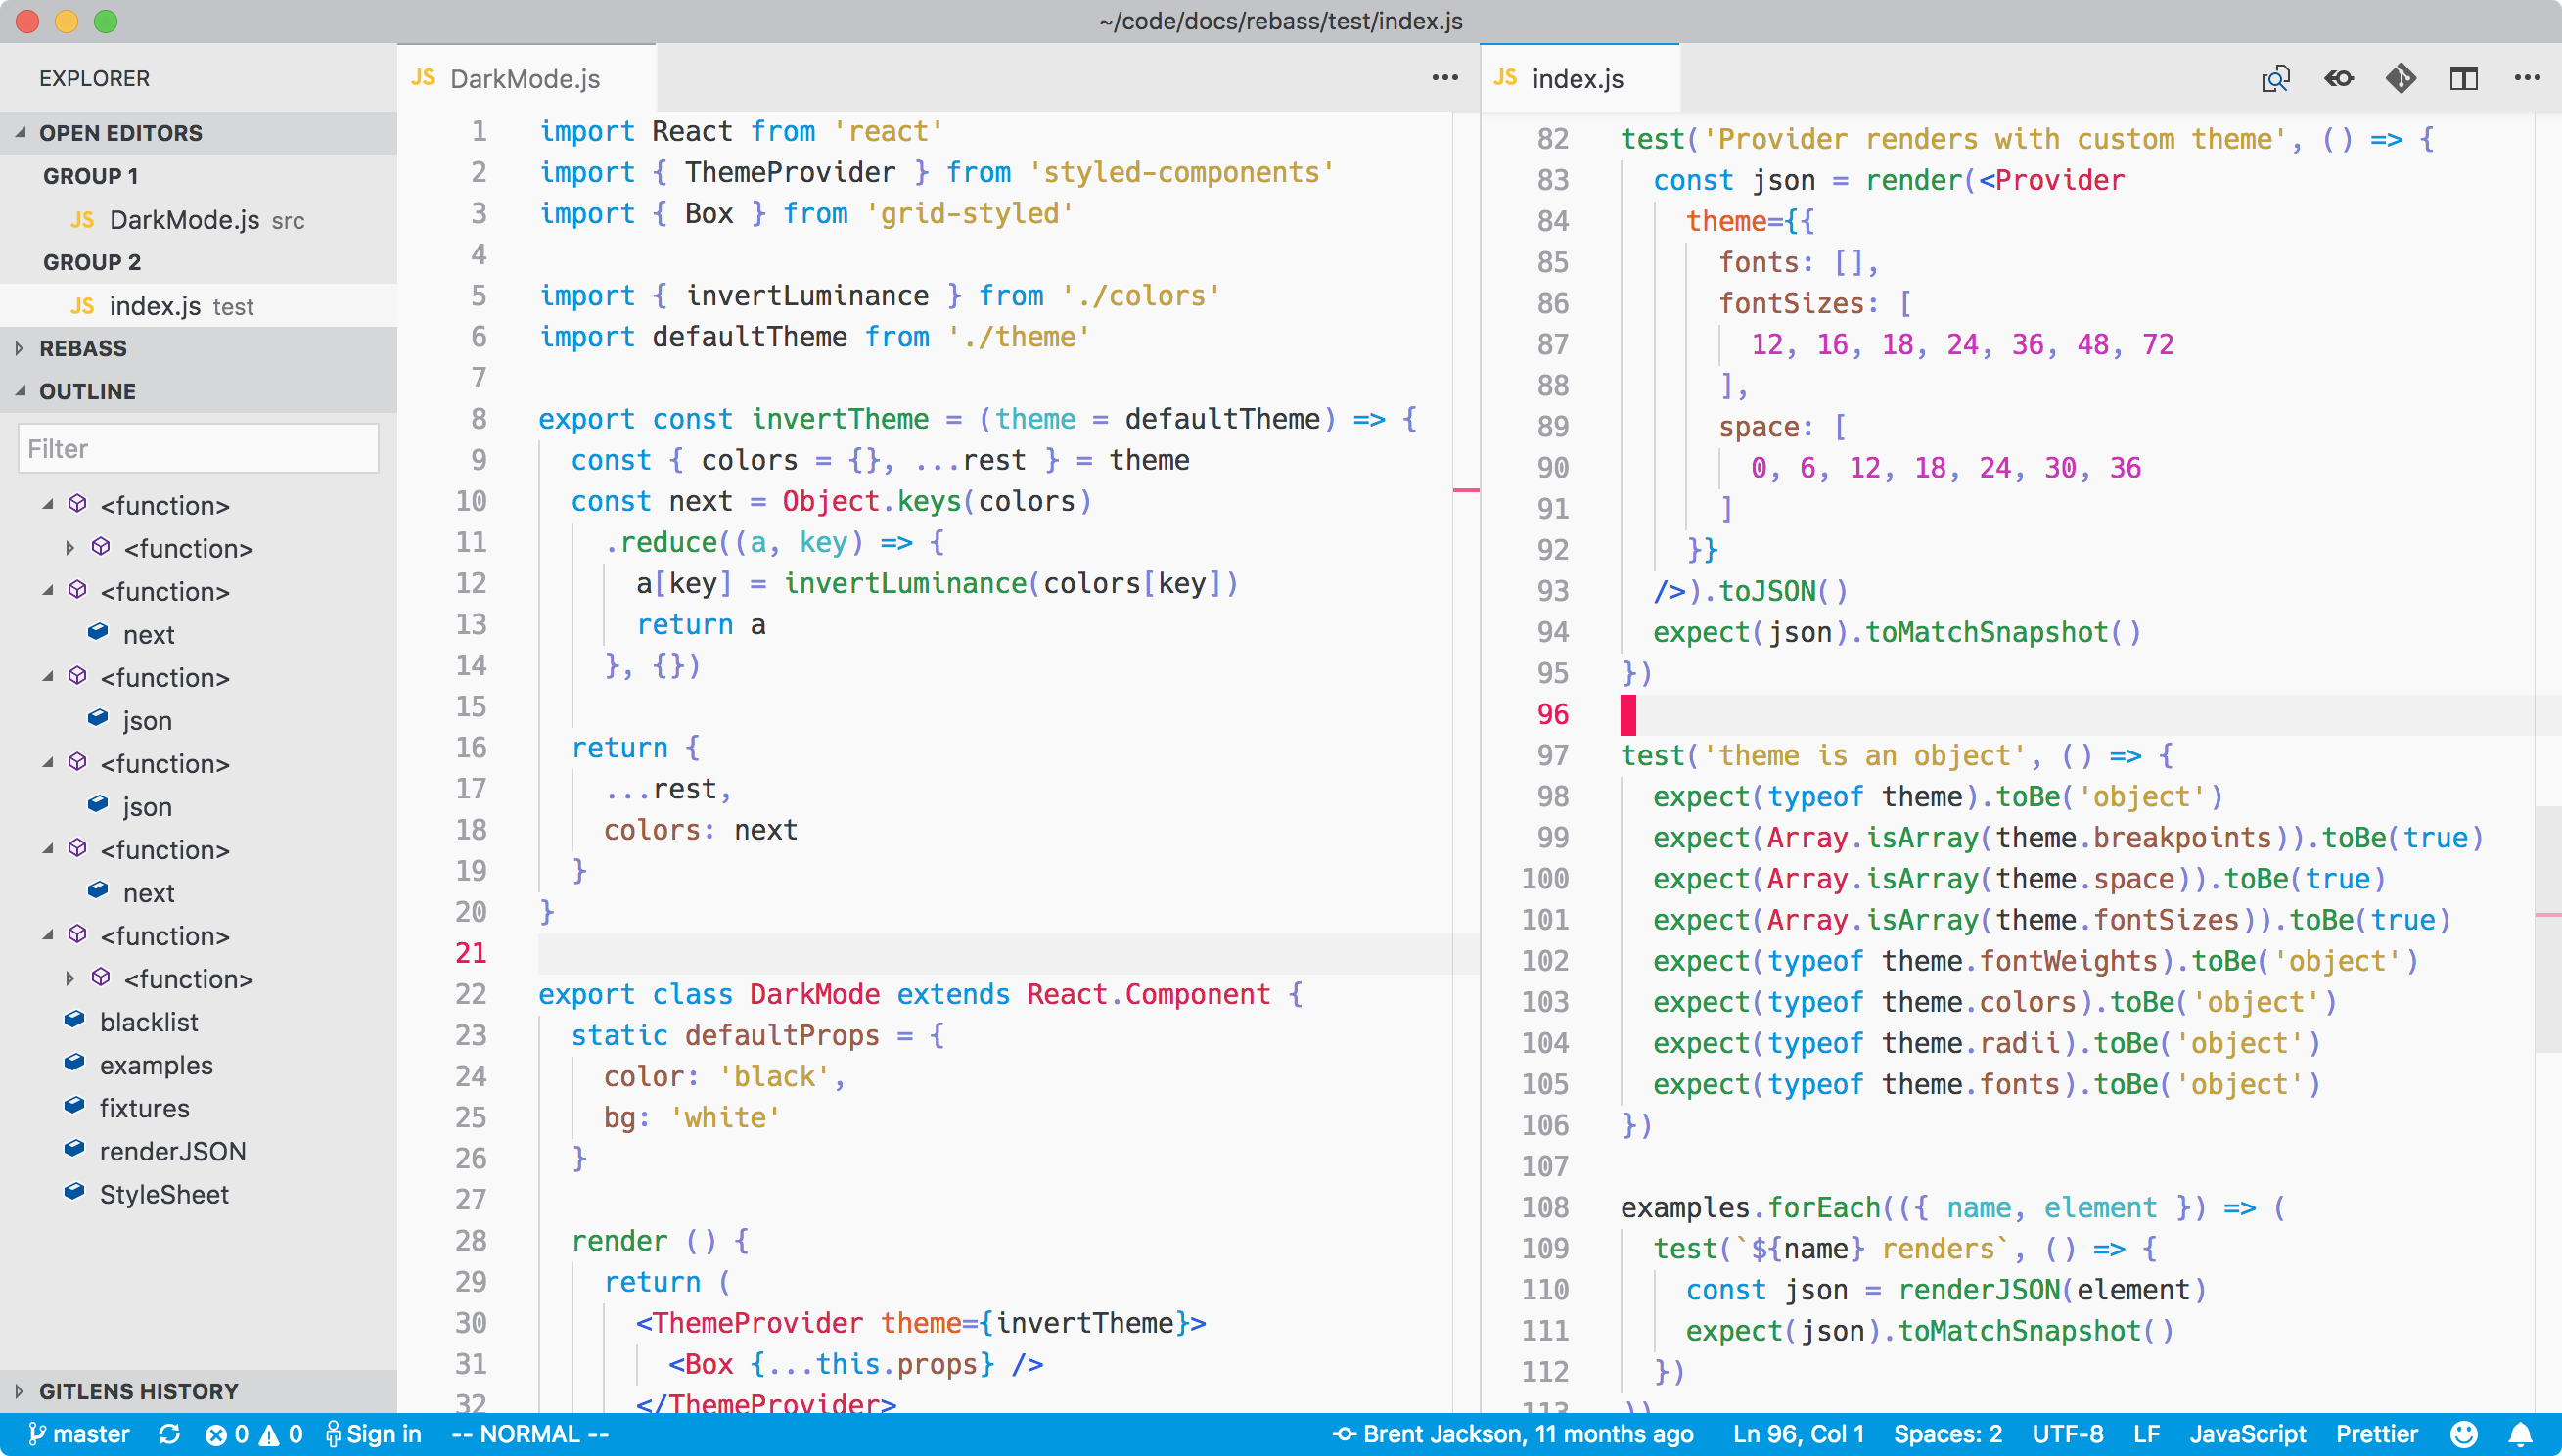 ~/code/docs/rebass/test/index.js
EXPLORER
OPEN EDITORS
GROUP 1
JS DarkMode.js src
GROUP 2
JS index.js test
REBASS
OUTLINE
Filter
<function>
<function>
<function>
next
<function>
json
<function>
json
<function>
next
<function>
<function>
blacklist
examples
fixtures
renderJSON
StyleSheet
GITLENS HISTORY
JS DarkMode.js
1 import React from 'react'
2 import { ThemeProvider } from 'styled-components'
3 import { Box } from 'grid-styled'
4
5 import { invertLuminance } from './colors'
6 import defaultTheme from './theme'
7
8 export const invertTheme = (theme = defaultTheme) => {
9 const { colors = {}, ...rest } = theme
10 const next = Object.keys(colors)
11 .reduce((a, key) => {
12 a[key] = invertLuminance(colors[key])
13 return a
14 }, {})
15
16 return {
17 ...rest,
18 colors: next
19 }
20 }
21
22 export class DarkMode extends React.Component {
23 static defaultProps = {
24 color: 'black',
25 bg: 'white'
26 }
27
28 render () {
29 return (
30 <ThemeProvider theme={invertTheme}>
31 <Box {...this.props} />
32 </ThemeProvider>
JS index.js
82 test('Provider renders with custom theme', () => {
83 const json = render(<Provider
84 theme={{
85 fonts: [],
86 fontSizes: [
87 12, 16, 18, 24, 36, 48, 72
88 ],
89 space: [
90 0, 6, 12, 18, 24, 30, 36
91 ]
92 }}
93 />).toJSON()
94 expect(json).toMatchSnapshot()
95 })
96
97 test('theme is an object', () => {
98 expect(typeof theme).toBe('object')
99 expect(Array.isArray(theme.breakpoints)).toBe(true)
100 expect(Array.isArray(theme.space)).toBe(true)
101 expect(Array.isArray(theme.fontSizes)).toBe(true)
102 expect(typeof theme.fontWeights).toBe('object')
103 expect(typeof theme.colors).toBe('object')
104 expect(typeof theme.radii).toBe('object')
105 expect(typeof theme.fonts).toBe('object')
106 })
107
108 examples.forEach(({ name, element }) => (
109 test(`${name} renders`, () => {
110 const json = renderJSON(element)
111 expect(json).toMatchSnapshot()
112 })
113 ))
master 0 0 Sign in -- NORMAL -- Brent Jackson, 11 months ago Ln 96, Col 1 Spaces: 2 UTF-8 LF JavaScript Prettier